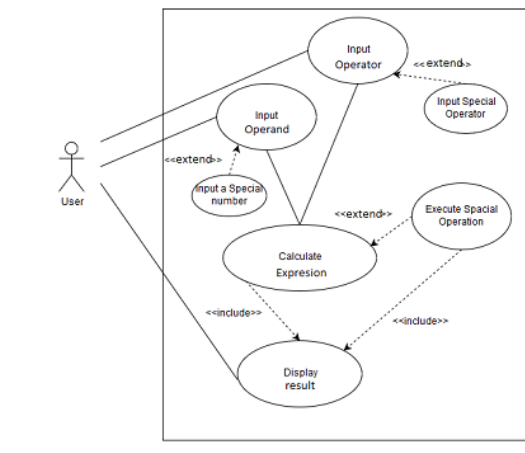 Input
Operator
<<extend>>
Input Special
Operator
Input
Operand
<<extend>>
Input a Special
number
User
<<extend>>
Execute Spacial
Operation
Calculate
Expresion
<<include>>
<<include>>
Display
result